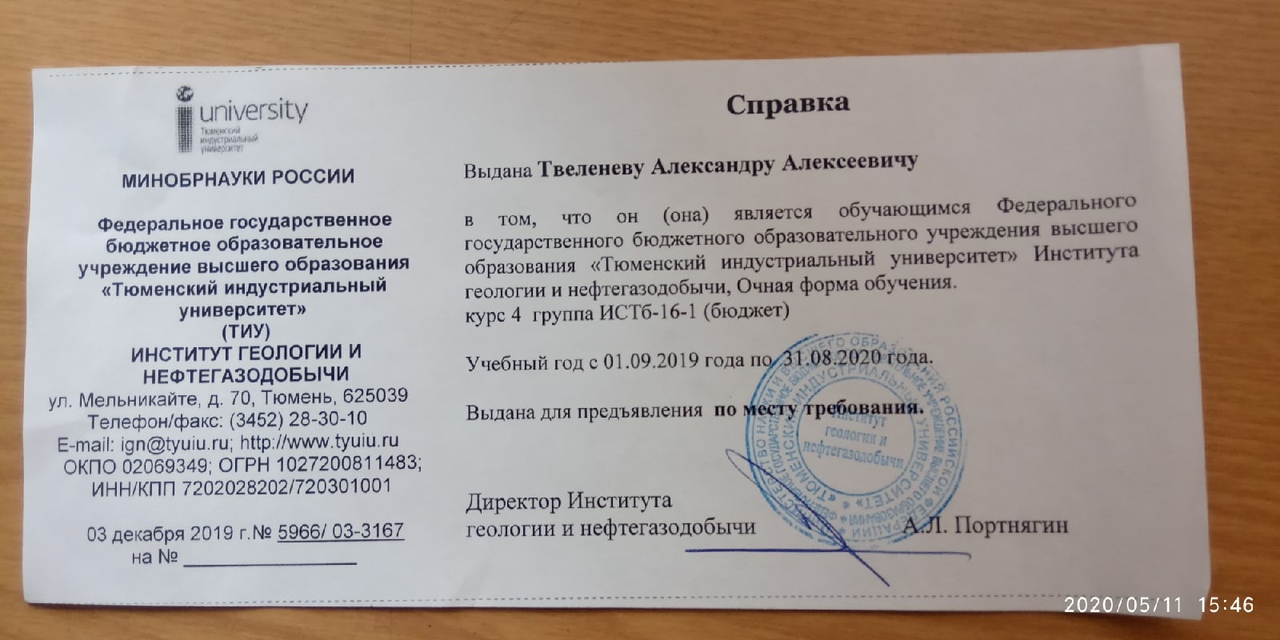 university
Тюменский
индустриальный
университет
МИНОБРНАУКИ РОССИИ
Федеральное государственное
бюджетное образовательное
учреждение высшего образования
«Тюменский индустриальный
университет»
(ТИУ)
ИНСТИТУТ ГЕОЛОГИИ И
НЕФТЕГАЗОДОБЫЧИ
ул. Мельникайте, д. 70, Тюмень, 625039
Телефон/факс: (3452) 28-30-10
E-mail: ign@tyuiu.ru; http://www.tyuiu.ru
ОКПО 02069349; ОГРН 1027200811483;
ИНН/КПП 7202028202/720301001
03 декабря 2019 г.№ 5966/ 03-3167
на № ________________
Справка
Выдана Твеленеву Александру Алексеевичу
в том, что он (она) является обучающимся Федерального
государственного бюджетного образовательного учреждения высшего
образования «Тюменский индустриальный университет» Института
геологии и нефтегазодобычи, Очная форма обучения.
курс 4 группа ИСТб-16-1 (бюджет)
Учебный год с 01.09.2019 года по 31.08.2020 года.
Выдана для предъявления по месту требования.
Директор Института
геологии и нефтегазодобычи А.Л. Портнягин
Институт
геологии и
нефтегазодобычи
«ТЮМЕНСКИЙ ИНДУСТРИАЛЬНЫЙ УНИВЕРСИТЕТ»
2020/05/11 15:46